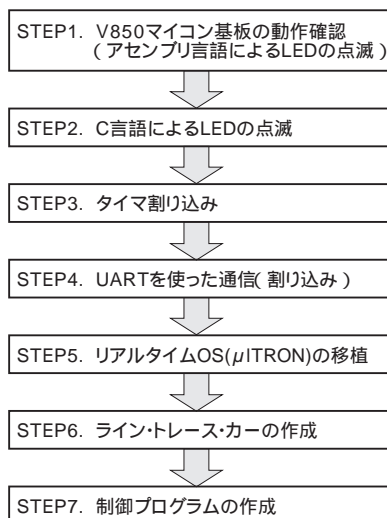 STEP1. V850マイコン基板の動作確認
(アセンブリ言語によるLEDの点滅)
STEP2. C言語によるLEDの点滅
STEP3. タイマ割り込み
STEP4. UARTを使った通信(割り込み)
STEP5. リアルタイムOS(μITRON)の移植
STEP6. ライン・トレース・カーの作成
STEP7. 制御プログラムの作成